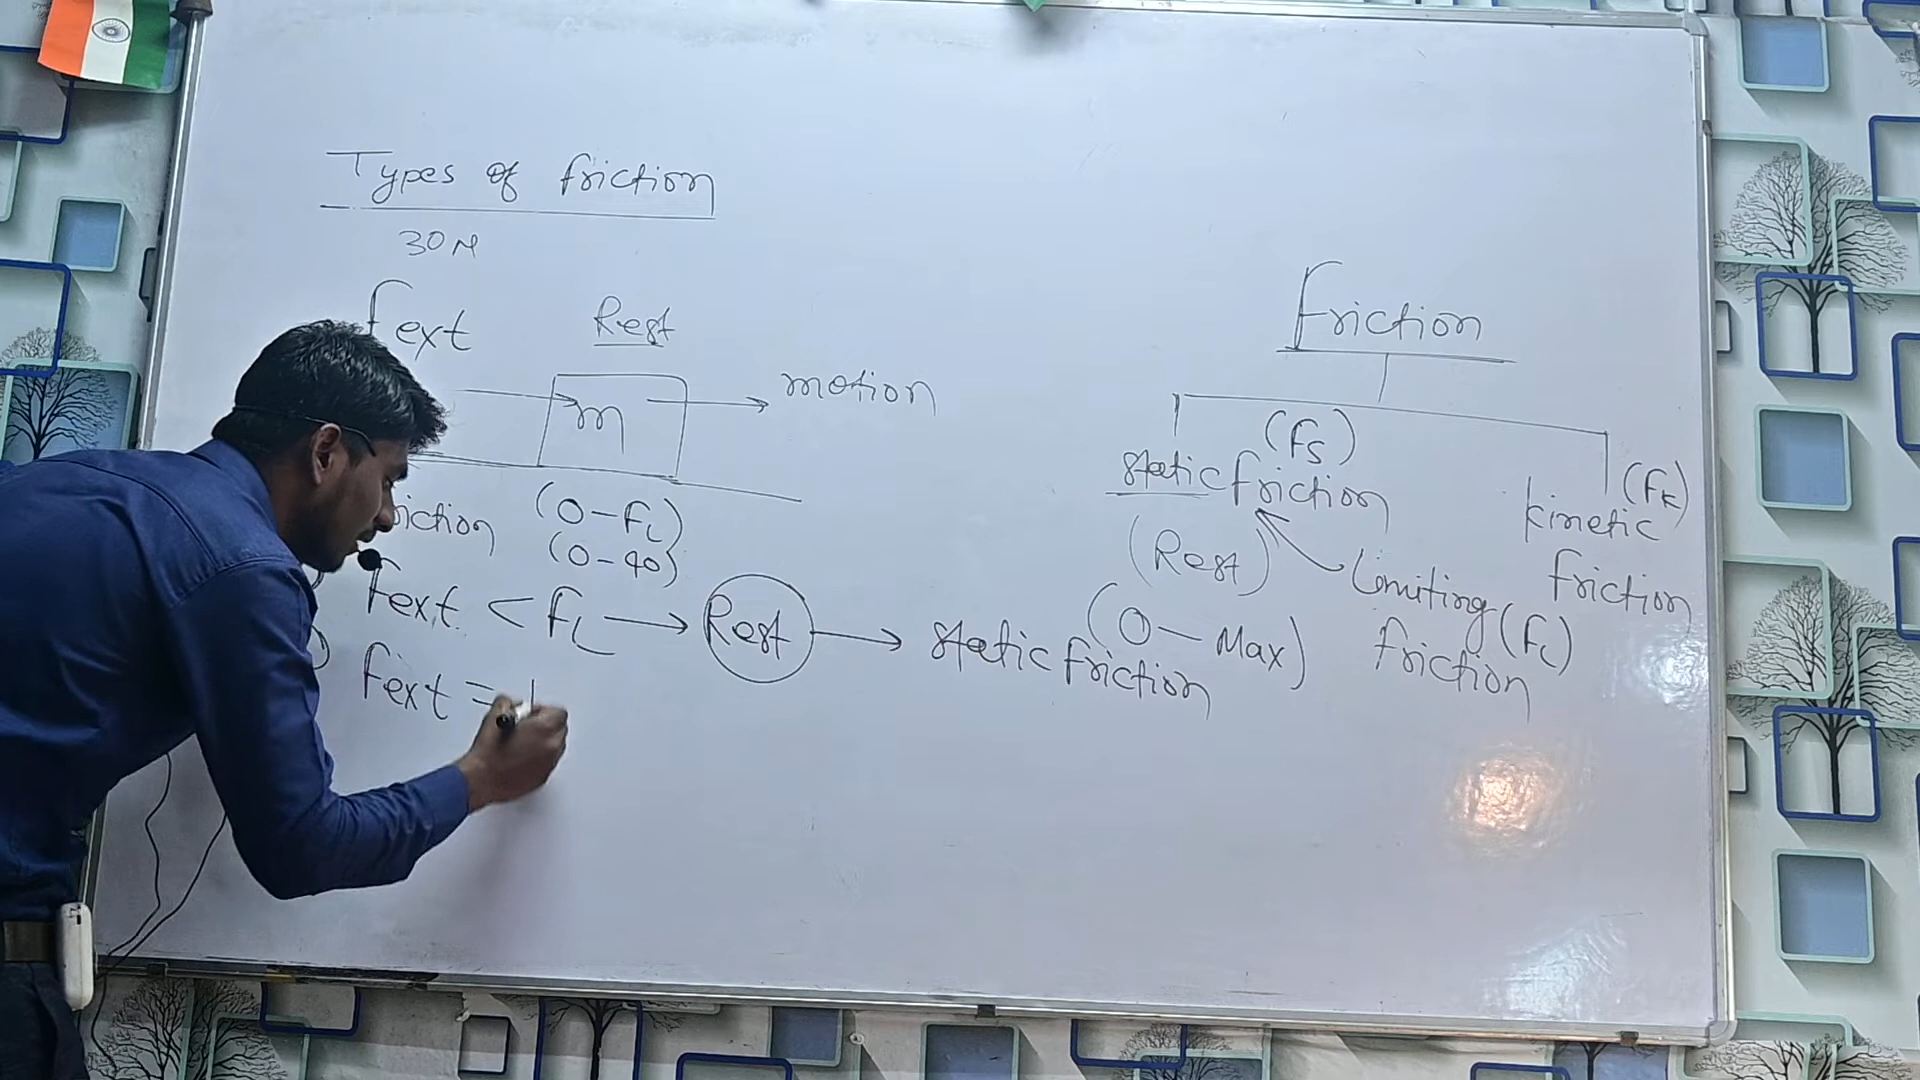 Types of friction
30N
fext
Rest
m
motion
(0-fL)
(0-40)
Fext < fL → Rest → static friction
Fext =
Friction
(fs)
static friction
(Rest)
(0 - Max)
(fk)
kinetic
friction
Limiting (fL)
friction